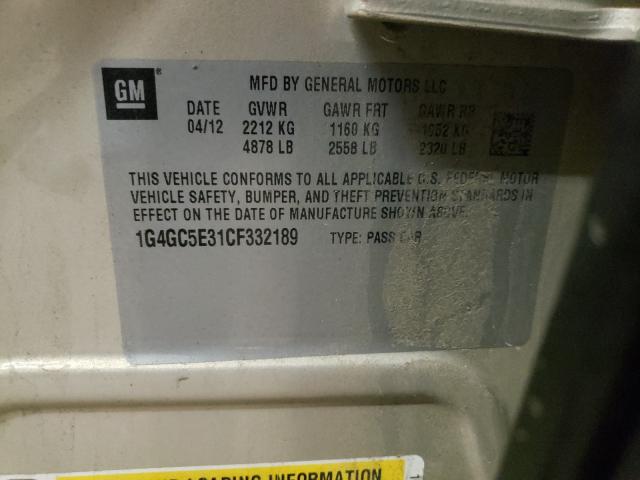 GM
MFD BY GENERAL MOTORS LLC
DATE GVWR GAWR FRT GAWR RR
04/12 2212 KG 1160 KG 1052 KG
4878 LB 2558 LB 2320 LB
THIS VEHICLE CONFORMS TO ALL APPLICABLE U.S. FEDERAL MOTOR
VEHICLE SAFETY, BUMPER, AND THEFT PREVENTION STANDARDS IN
EFFECT ON THE DATE OF MANUFACTURE SHOWN ABOVE.
1G4GC5E31CF332189 TYPE: PASS CAR
LOADING INFORMATION